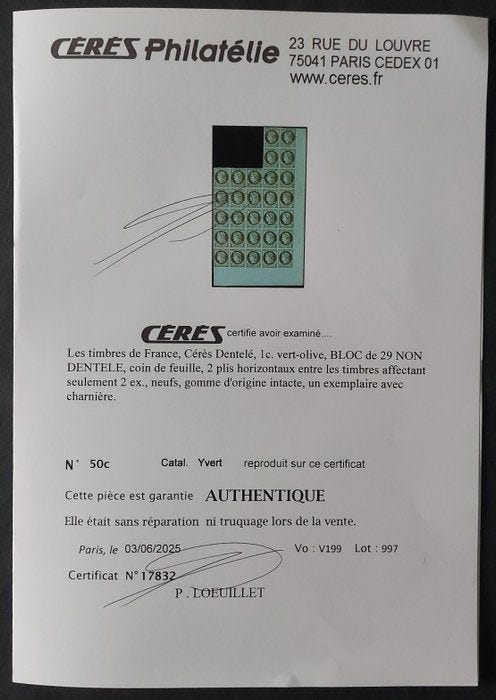 CÉRÈS Philatélie
23 RUE DU LOUVRE
75041 PARIS CEDEX 01
www.ceres.fr
CÉRÈS certifie avoir examiné....
Les timbres de France, Cérès Dentelé, 1c. vert-olive, BLOC de 29 NON
DENTELE, coin de feuille, 2 plis horizontaux entre les timbres affectant
seulement 2 ex., neufs, gomme d'origine intacte, un exemplaire avec
charnière.
N° 50c Catal. Yvert reproduit sur ce certificat
Cette pièce est garantie AUTHENTIQUE
Elle était sans réparation ni truquage lors de la vente.
Paris, le 03/06/2025 Vo : V199 Lot : 997
Certificat N° 17832
P . LOEUILLET